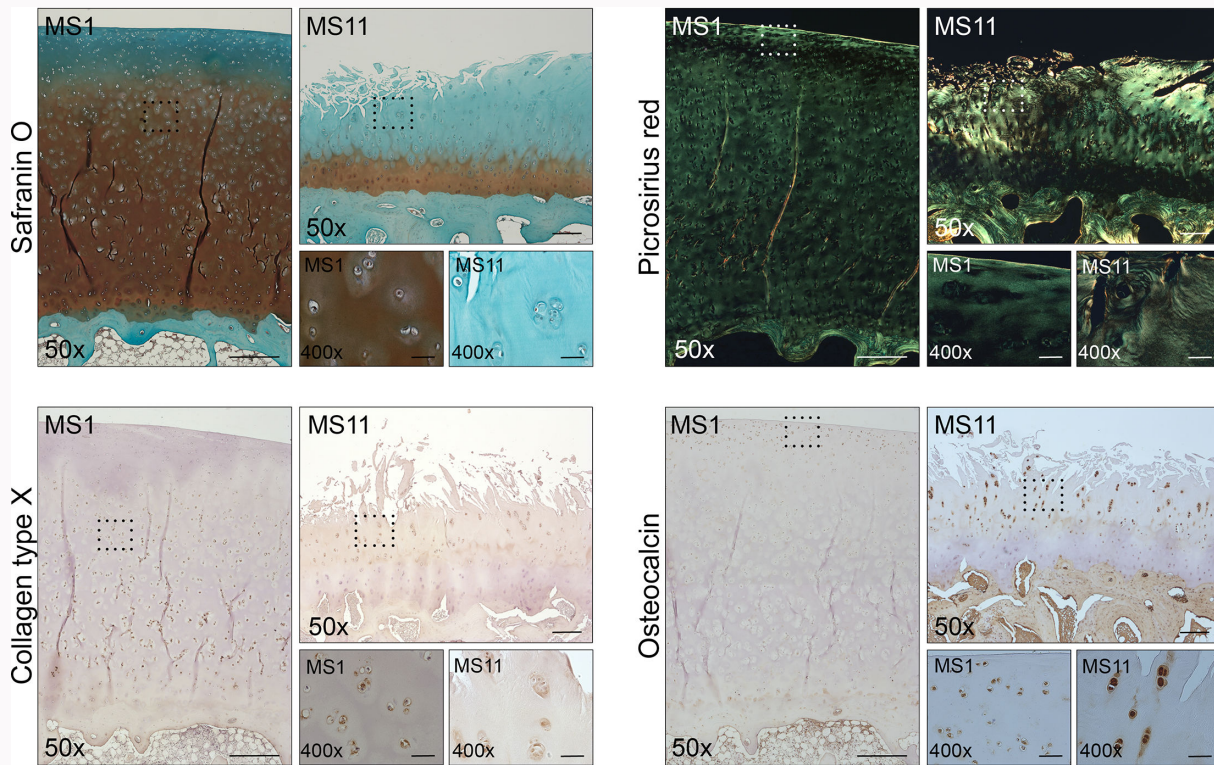 Safranin O
MS1
50x
MS11
50x
MS1
400x
MS11
400x
Picrosirius red
MS1
50x
MS11
50x
MS1
400x
MS11
400x
Collagen type X
MS1
50x
MS11
50x
MS1
400x
MS11
400x
Osteocalcin
MS1
50x
MS11
50x
MS1
400x
MS11
400x